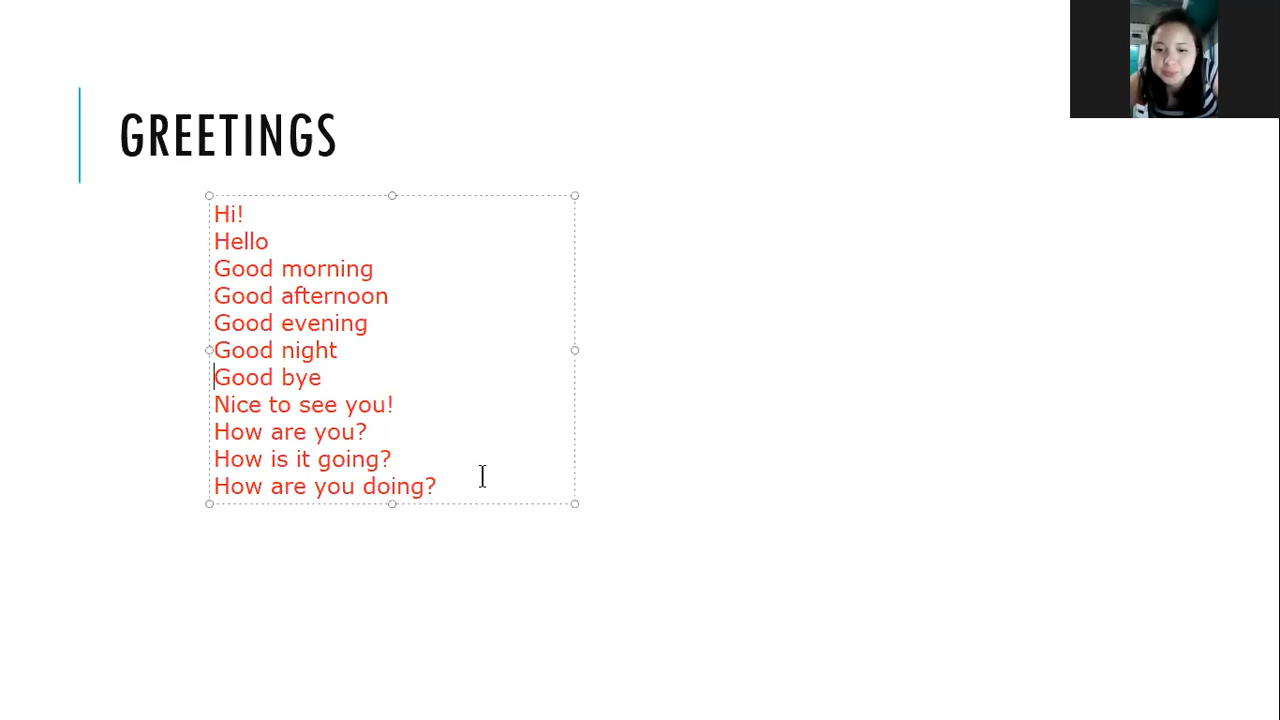 GREETINGS
Hi!
Hello
Good morning
Good afternoon
Good evening
Good night
Good bye
Nice to see you!
How are you?
How is it going?
How are you doing?